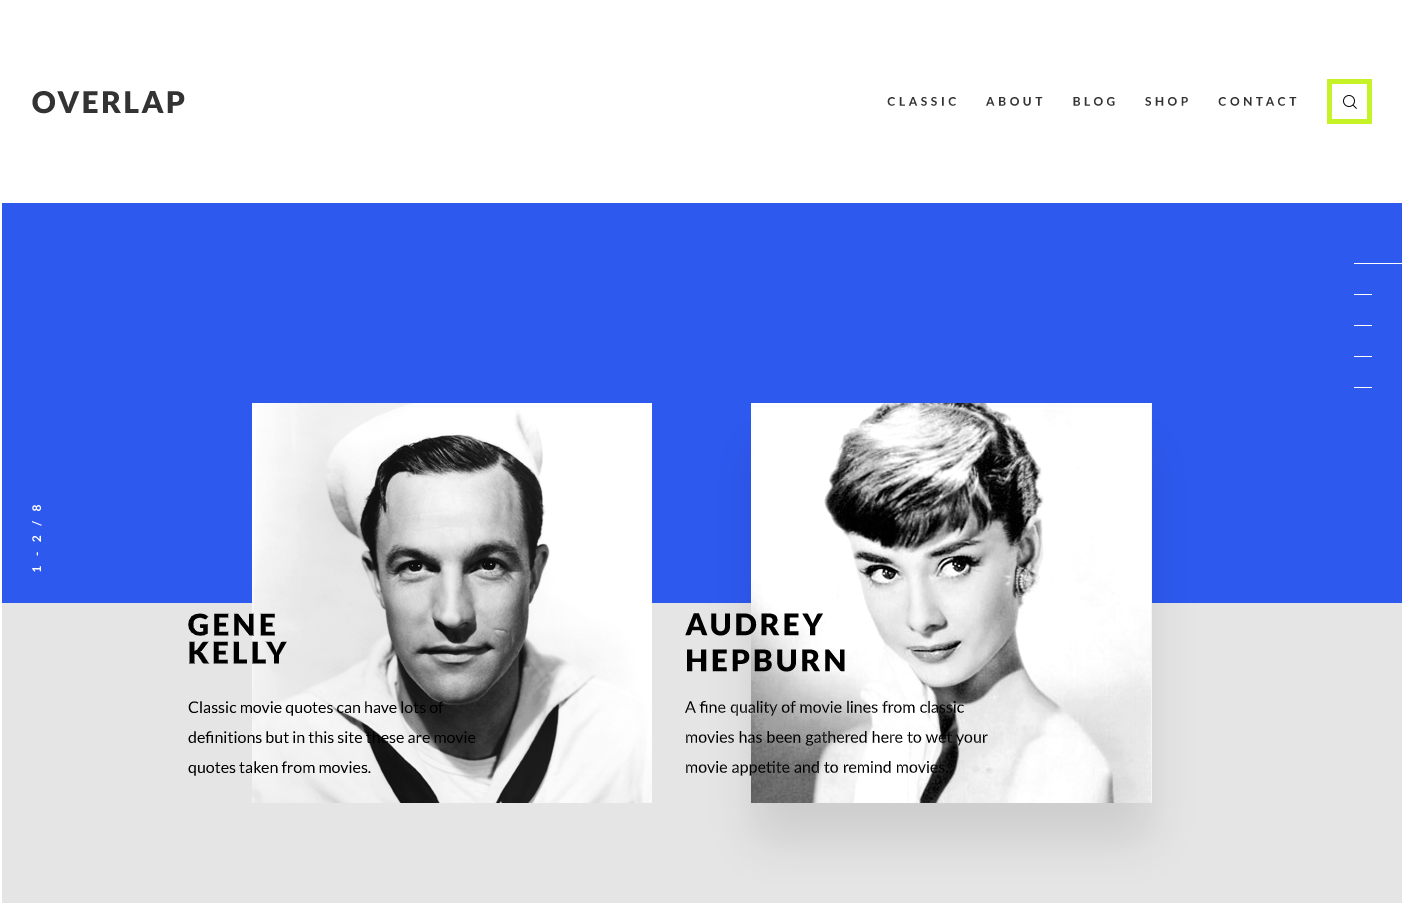 OVERLAP
CLASSIC ABOUT BLOG SHOP CONTACT
1 - 2 / 8
GENE
KELLY
Classic movie quotes can have lots of
definitions but in this site these are movie
quotes taken from movies.
AUDREY
HEPBURN
A fine quality of movie lines from classic
movies has been gathered here to wet your
movie appetite and to remind movies.